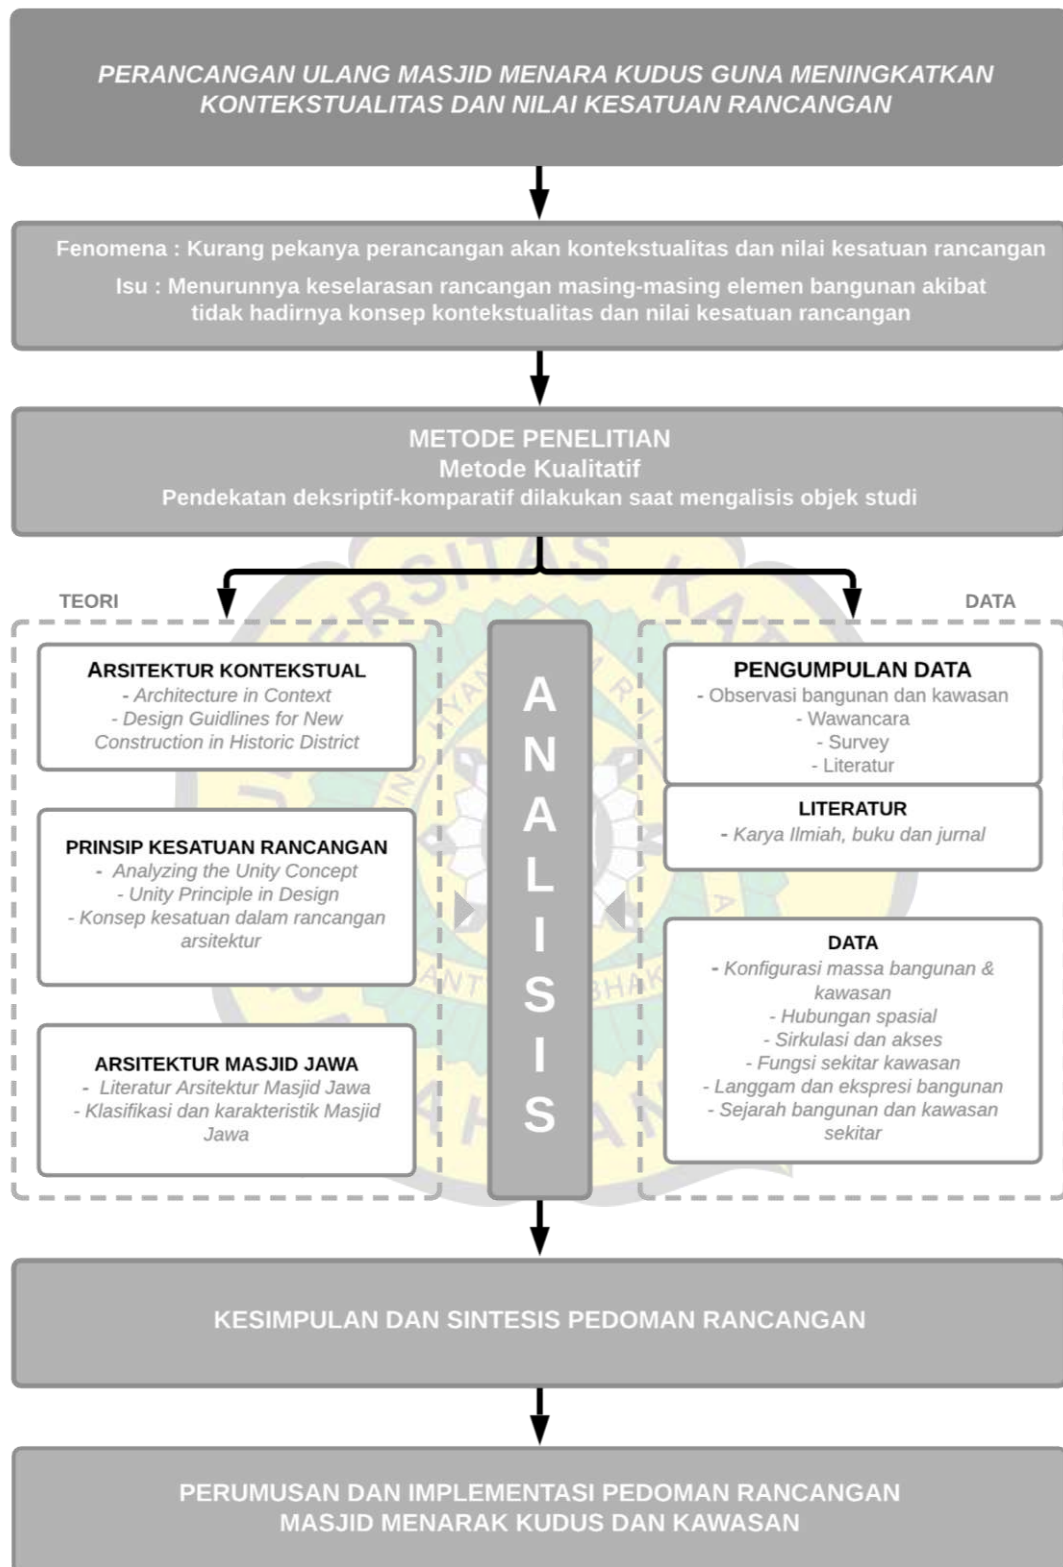 PERANCANGAN ULANG MASJID MENARA KUDUS GUNA MENINGKATKAN
KONTEKSTUALITAS DAN NILAI KESATUAN RANCANGAN
Fenomena : Kurang pekanya perancangan akan kontekstualitas dan nilai kesatuan rancangan
Isu : Menurunnya keselarasan rancangan masing-masing elemen bangunan akibat
tidak hadirnya konsep kontekstualitas dan nilai kesatuan rancangan
METODE PENELITIAN
Metode Kualitatif
Pendekatan deksriptif-komparatif dilakukan saat mengalisis objek studi
TEORI
ARSITEKTUR KONTEKSTUAL
- Architecture in Context
- Design Guidlines for New
Construction in Historic District
PRINSIP KESATUAN RANCANGAN
- Analyzing the Unity Concept
- Unity Principle in Design
- Konsep kesatuan dalam rancangan
arsitektur
ARSITEKTUR MASJID JAWA
- Literatur Arsitektur Masjid Jawa
- Klasifikasi dan karakteristik Masjid
Jawa
A
N
A
L
I
S
I
S
DATA
PENGUMPULAN DATA
- Observasi bangunan dan kawasan
- Wawancara
- Survey
- Literatur
LITERATUR
- Karya Ilmiah, buku dan jurnal
DATA
- Konfigurasi massa bangunan &
kawasan
- Hubungan spasial
- Sirkulasi dan akses
- Fungsi sekitar kawasan
- Langgam dan ekspresi bangunan
- Sejarah bangunan dan kawasan
sekitar
KESIMPULAN DAN SINTESIS PEDOMAN RANCANGAN
PERUMUSAN DAN IMPLEMENTASI PEDOMAN RANCANGAN
MASJID MENARAK KUDUS DAN KAWASAN